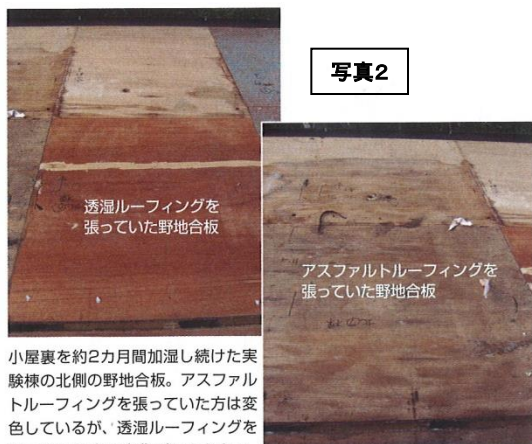 写真2
透湿ルーフィングを
張っていた野地合板
アスファルトルーフィングを
張っていた野地合板
小屋裏を約2カ月間加湿し続けた実
験棟の北側の野地合板。アスファル
トルーフィングを張っていた方は変
色しているが、透湿ルーフィングを